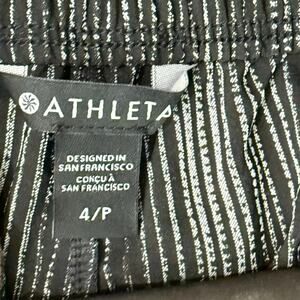 ATHLETA
DESIGNED IN
SAN FRANCISCO
CONÇU À
SAN FRANCISCO
4/P